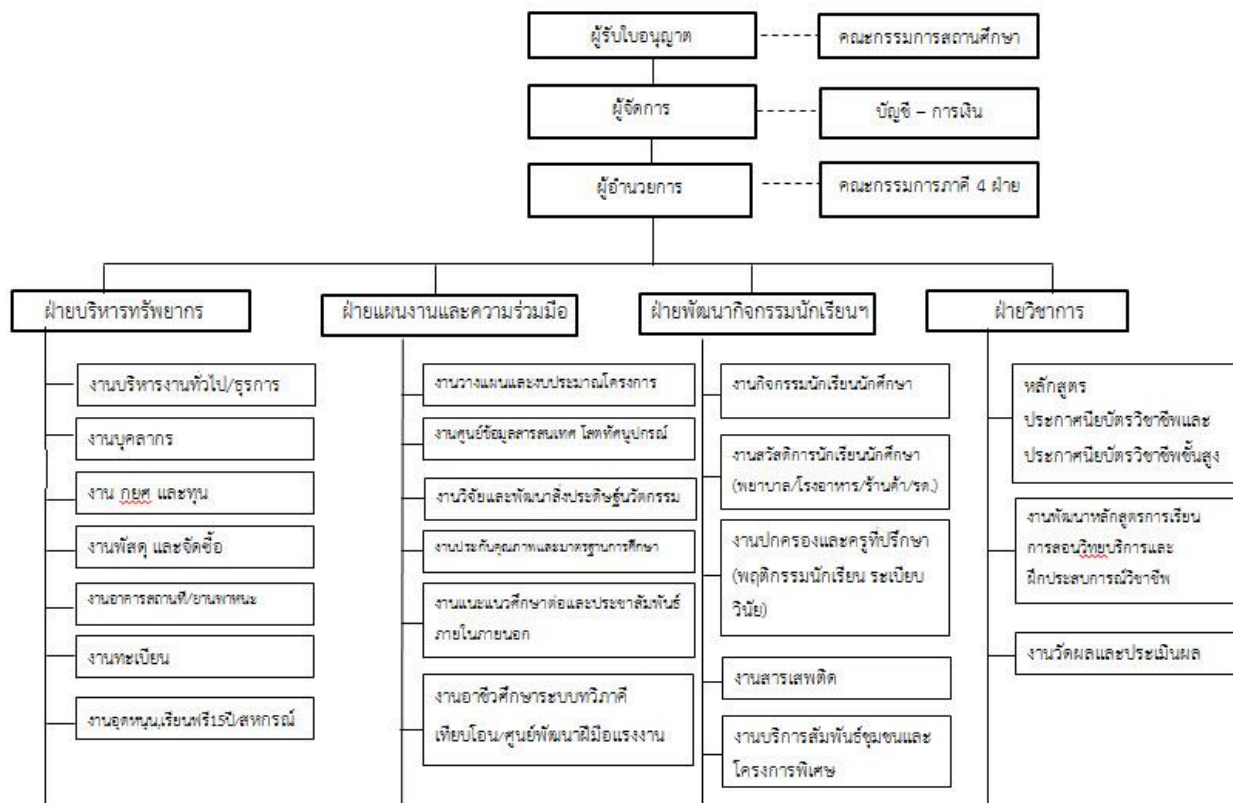 ผู้รับใบอนุญาต
คณะกรรมการสถานศึกษา
ผู้จัดการ
บัญชี – การเงิน
ผู้อำนวยการ
คณะกรรมการภาคี 4 ฝ่าย
ฝ่ายบริหารทรัพยากร
ฝ่ายแผนงานและความร่วมมือ
ฝ่ายพัฒนากิจกรรมนักเรียนฯ
ฝ่ายวิชาการ
งานบริหารงานทั่วไป/ธุรการ
งานบุคลากร
งาน กยศ และทุน
งานพัสดุ และจัดซื้อ
งานอาคารสถานที่/ยานพาหนะ
งานทะเบียน
งานอุดหนุน,เรียนฟรี15ปี/สหกรณ์
งานวางแผนและงบประมาณโครงการ
งานศูนย์ข้อมูลสารสนเทศ โสตทัศนูปกรณ์
งานวิจัยและพัฒนาสิ่งประดิษฐ์นวัตกรรม
งานประกันคุณภาพและมาตรฐานการศึกษา
งานแนะแนวศึกษาต่อและประชาสัมพันธ์
ภายในภายนอก
งานอาชีวศึกษาระบบทวิภาคี
เทียบโอน/ศูนย์พัฒนาฝีมือแรงงาน
งานกิจกรรมนักเรียนนักศึกษา
งานสวัสดิการนักเรียนนักศึกษา
(พยาบาล/โรงอาหาร/ร้านค้า/รด.)
งานปกครองและครูที่ปรึกษา
(พฤติกรรมนักเรียน ระเบียบ
วินัย)
งานสารเสพติด
งานบริการสัมพันธ์ชุมชนและ
โครงการพิเศษ
หลักสูตร
ประกาศนียบัตรวิชาชีพและ
ประกาศนียบัตรวิชาชีพชั้นสูง
งานพัฒนาหลักสูตรการเรียน
การสอนวิทยบริการและ
ฝึกประสบการณ์วิชาชีพ
งานวัดผลและประเมินผล